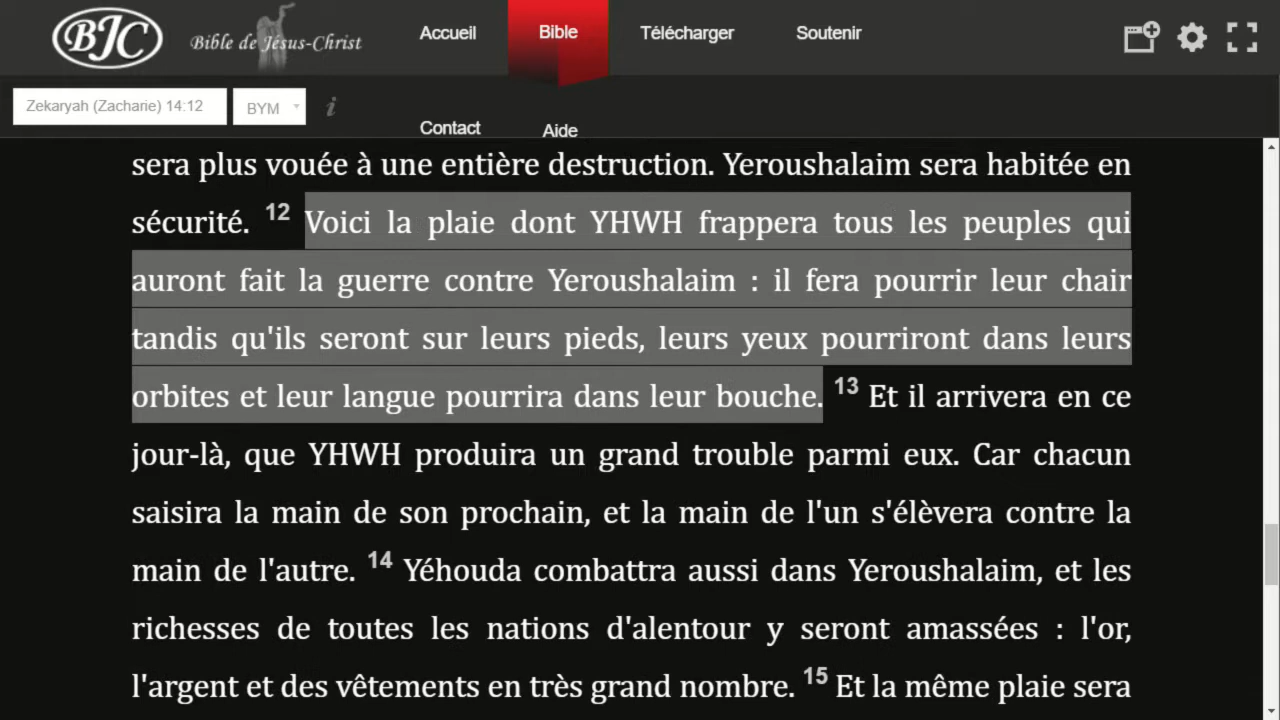 BJC Bible de Jésus-Christ
Accueil Bible Télécharger Soutenir
Zekaryah (Zacharie) 14:12 BYM i
Contact Aide
sera plus vouée à une entière destruction. Yeroushalaim sera habitée en
sécurité. 12 Voici la plaie dont YHWH frappera tous les peuples qui
auront fait la guerre contre Yeroushalaim : il fera pourrir leur chair
tandis qu'ils seront sur leurs pieds, leurs yeux pourriront dans leurs
orbites et leur langue pourrira dans leur bouche. 13 Et il arrivera en ce
jour-là, que YHWH produira un grand trouble parmi eux. Car chacun
saisira la main de son prochain, et la main de l'un s'élèvera contre la
main de l'autre. 14 Yéhouda combattra aussi dans Yeroushalaim, et les
richesses de toutes les nations d'alentour y seront amassées : l'or,
l'argent et des vêtements en très grand nombre. 15 Et la même plaie sera